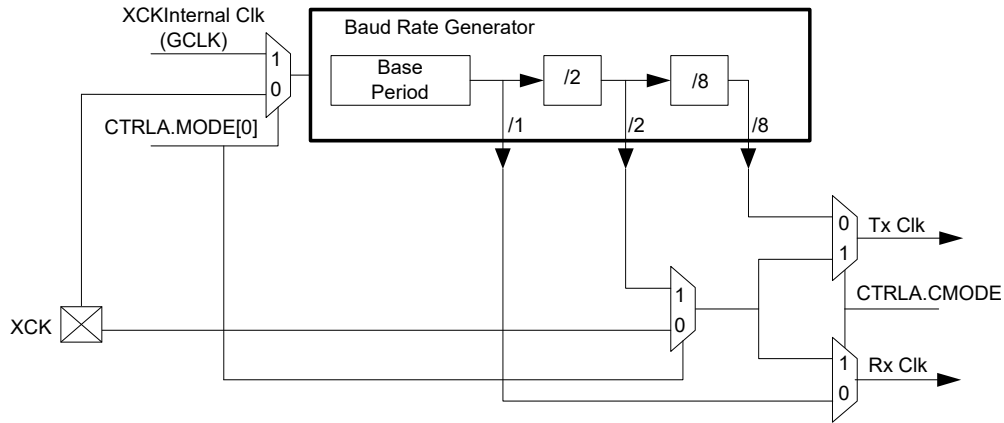 XCKInternal Clk
(GCLK)
Baud Rate Generator
1
0
Base
Period
/2
/8
CTRLA.MODE[0]
/1
/2
/8
0
1
Tx Clk
1
0
CTRLA.CMODE
XCK
1
0
Rx Clk